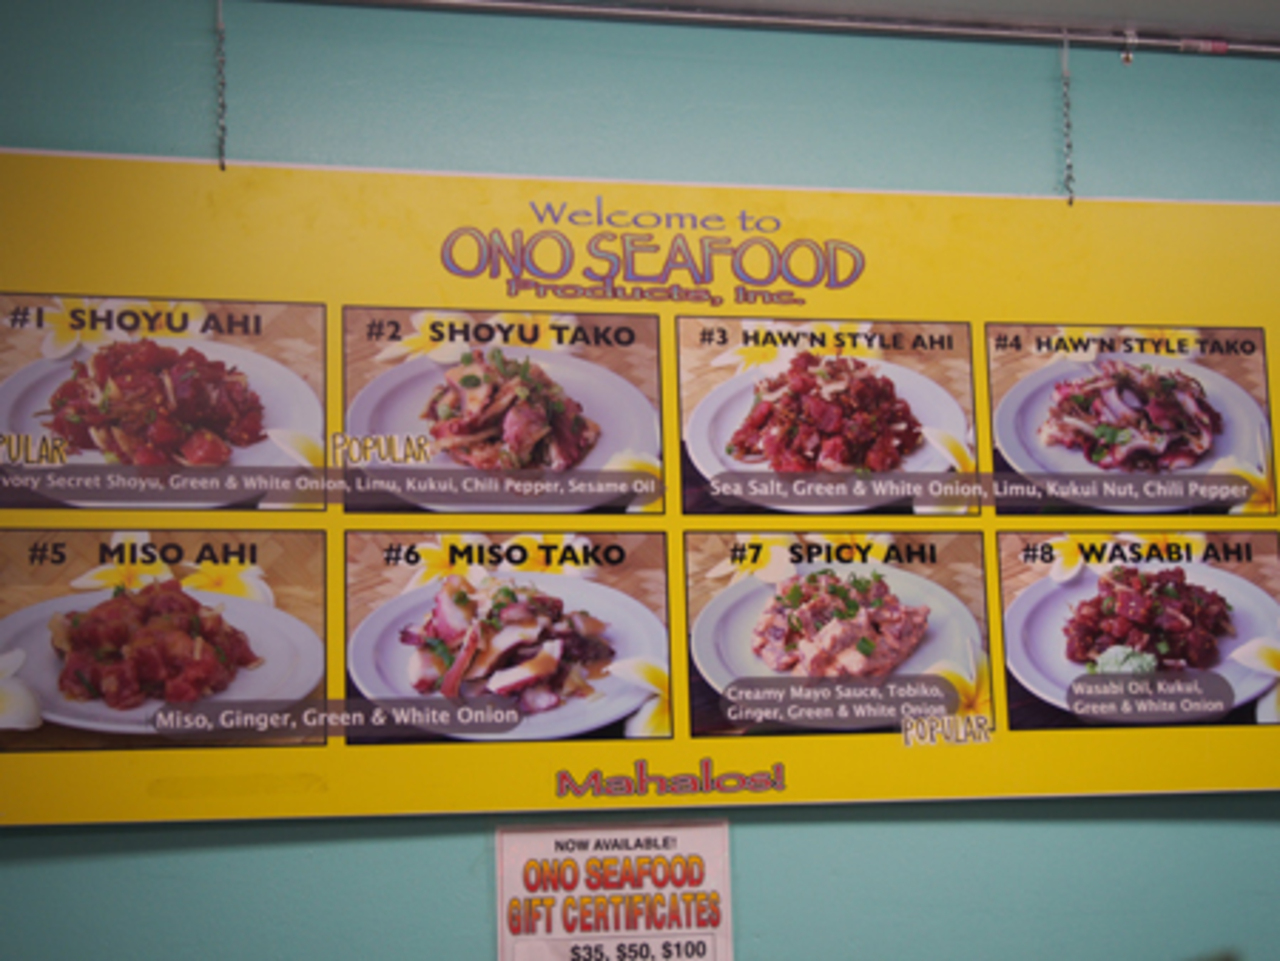 Welcome to
ONO SEAFOOD
Products, Inc.
#1 SHOYU AHI
#2 SHOYU TAKO
#3 HAW'N STYLE AHI
#4 HAW'N STYLE TAKO
PULAR
POPULAR
vory Secret Shoyu, Green & White Onion, Limu, Kukui, Chili Pepper, Sesame Oil
Sea Salt, Green & White Onion, Limu, Kukui Nut, Chili Pepper
#5 MISO AHI
#6 MISO TAKO
#7 SPICY AHI
#8 WASABI AHI
Miso, Ginger, Green & White Onion
Creamy Mayo Sauce, Tobiko,
Ginger, Green & White Onion
POPULAR
Wasabi Oil, Kukui,
Green & White Onion
Mahalos!
NOW AVAILABLE!
ONO SEAFOOD
GIFT CERTIFICATES
$35, $50, $100